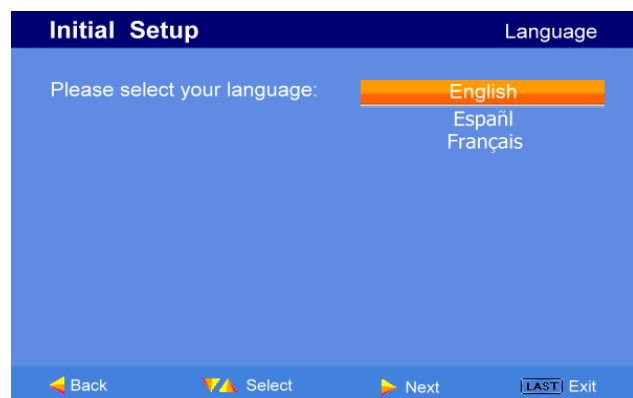 Initial Setup Language
Please select your language: English
Españl
Français
Back Select Next LAST Exit